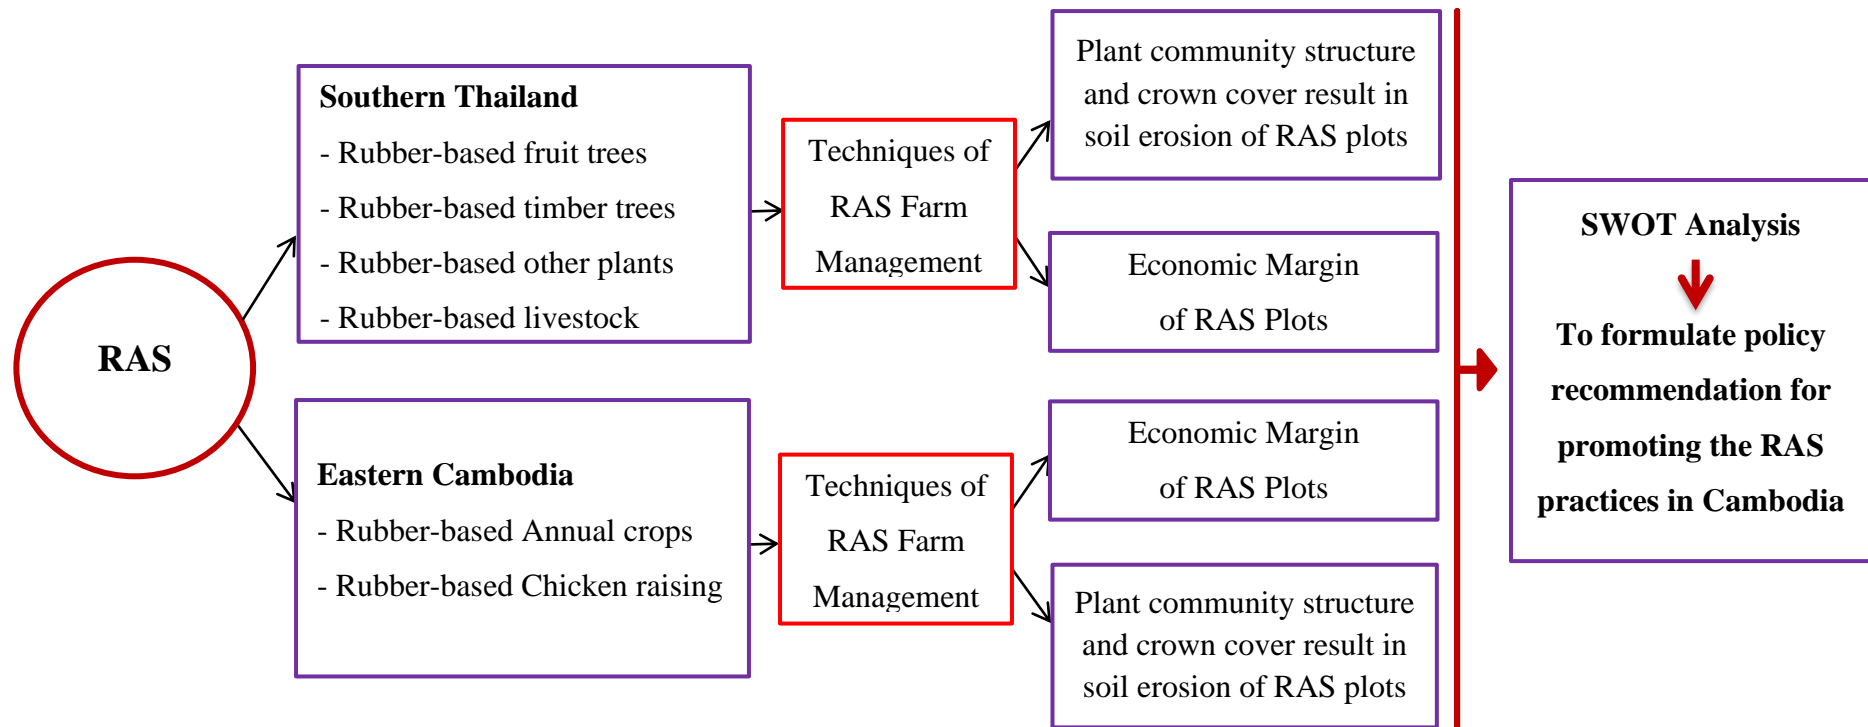 RAS
Southern Thailand
- Rubber-based fruit trees
- Rubber-based timber trees
- Rubber-based other plants
- Rubber-based livestock
Techniques of
RAS Farm
Management
Plant community structure
and crown cover result in
soil erosion of RAS plots
Economic Margin
of RAS Plots
Eastern Cambodia
- Rubber-based Annual crops
- Rubber-based Chicken raising
Techniques of
RAS Farm
Management
Economic Margin
of RAS Plots
Plant community structure
and crown cover result in
soil erosion of RAS plots
SWOT Analysis
To formulate policy
recommendation for
promoting the RAS
practices in Cambodia